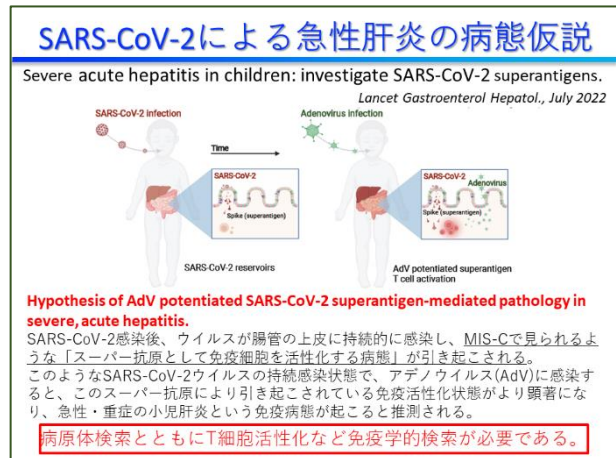 SARS-CoV-2による急性肝炎の病態仮説
Severe acute hepatitis in children: investigate SARS-CoV-2 superantigens.
Lancet Gastroenterol Hepatol., July 2022
SARS-CoV-2 infection
Adenovirus infection
Time
SARS-CoV-2
Spike (superantigen)
SARS-CoV-2
Adenovirus
Spike (superantigen)
SARS-CoV-2 reservoirs
AdV potentiated superantigen
T cell activation
Hypothesis of AdV potentiated SARS-CoV-2 superantigen-mediated pathology in
severe, acute hepatitis.
SARS-CoV-2感染後、ウイルスが腸管の上皮に持続的に感染し、MIS-Cで見られるよ
うな「スーパー抗原として免疫細胞を活性化する病態」が引き起こされる。
このようなSARS-CoV-2ウイルスの持続感染状態で、アデノウイルス(AdV)に感染す
ると、このスーパー抗原により引き起こされている免疫活性化状態がより顕著にな
り、急性・重症の小児肝炎という免疫病態が起こると推測される。
病原体検索とともにT細胞活性化など免疫学的検索が必要である。